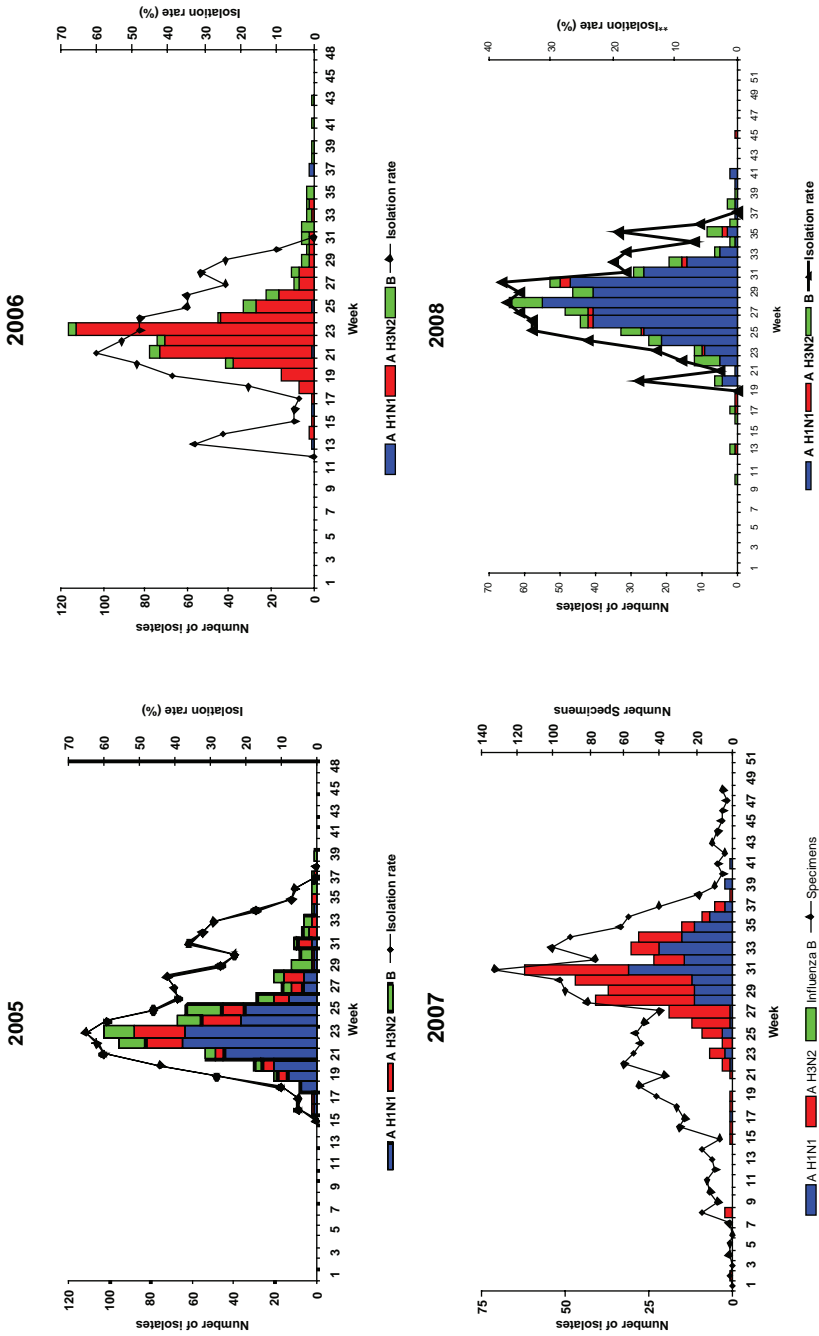 2005
Number of isolates
120
100
80
60
40
20
0
Isolation rate (%)
70
60
50
40
30
20
10
0
1 3 5 7 9 11 13 15 17 19 21 23 25 27 29 31 33 35 37 39 43 45 48
Week
A H1N1 A H3N2 B Isolation rate
2006
Number of isolates
120
100
80
60
40
20
0
Isolation rate (%)
70
60
50
40
30
20
10
0
1 3 5 7 9 11 13 15 17 19 21 23 25 27 29 31 33 35 37 39 41 43 45 48
Week
A H1N1 A H3N2 B Isolation rate
2007
Number of isolates
75
50
25
0
Number Specimens
140
120
100
80
60
40
20
0
1 3 5 7 9 11 13 15 17 19 21 23 25 27 29 31 33 35 37 39 41 43 45 47 49 51
Week
A H1N1 A H3N2 Influenza B Specimens
2008
Number of isolates
70
60
50
40
30
20
10
0
**Isolation rate (%)
40
30
20
10
0
1 3 5 7 9 11 13 15 17 19 21 23 25 27 29 31 33 35 37 39 41 43 45 47 49 51
Week
A H1N1 A H3N2 B Isolation rate